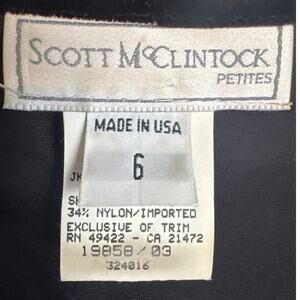 SCOTT McCLINTOCK
PETITES
MADE IN USA
6
34% NYLON/IMPORTED
EXCLUSIVE OF TRIM
RN 49422 - CA 21472
19858/03
324016